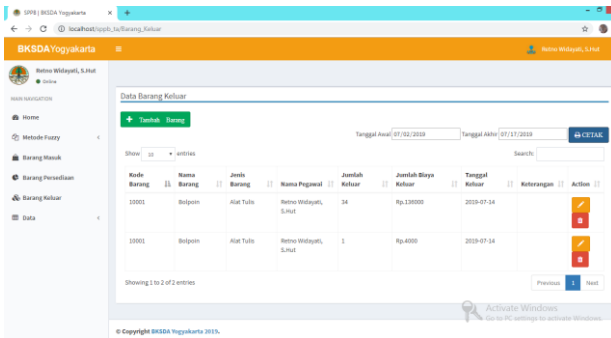 SPPB | BKSDA Yogyakarta
localhost/sppb_ta/Barang_Keluar
BKSDAYogyakarta
Retno Widayati, S.Hut
Retno Widayati, S.Hut
Online
MAIN NAVIGATION
Home
Metode Fuzzy
Barang Masuk
Barang Persediaan
Barang Keluar
Data
Data Barang Keluar
+ Tambah Barang
Tanggal Awal 07/02/2019 Tanggal Akhir 07/17/2019 CETAK
Show 10 entries Search:
Kode Barang Nama Barang Jenis Barang Nama Pegawai Jumlah Keluar Jumlah Biaya Keluar Tanggal Keluar Keterangan Action
10001 Bolpoin Alat Tulis Retno Widayati, S.Hut 34 Rp.136000 2019-07-14
10001 Bolpoin Alat Tulis Retno Widayati, S.Hut 1 Rp.4000 2019-07-14
Showing 1 to 2 of 2 entries
Previous 1 Next
Activate Windows
Go to PC settings to activate Windows.
© Copyright BKSDA Yogyakarta 2019.